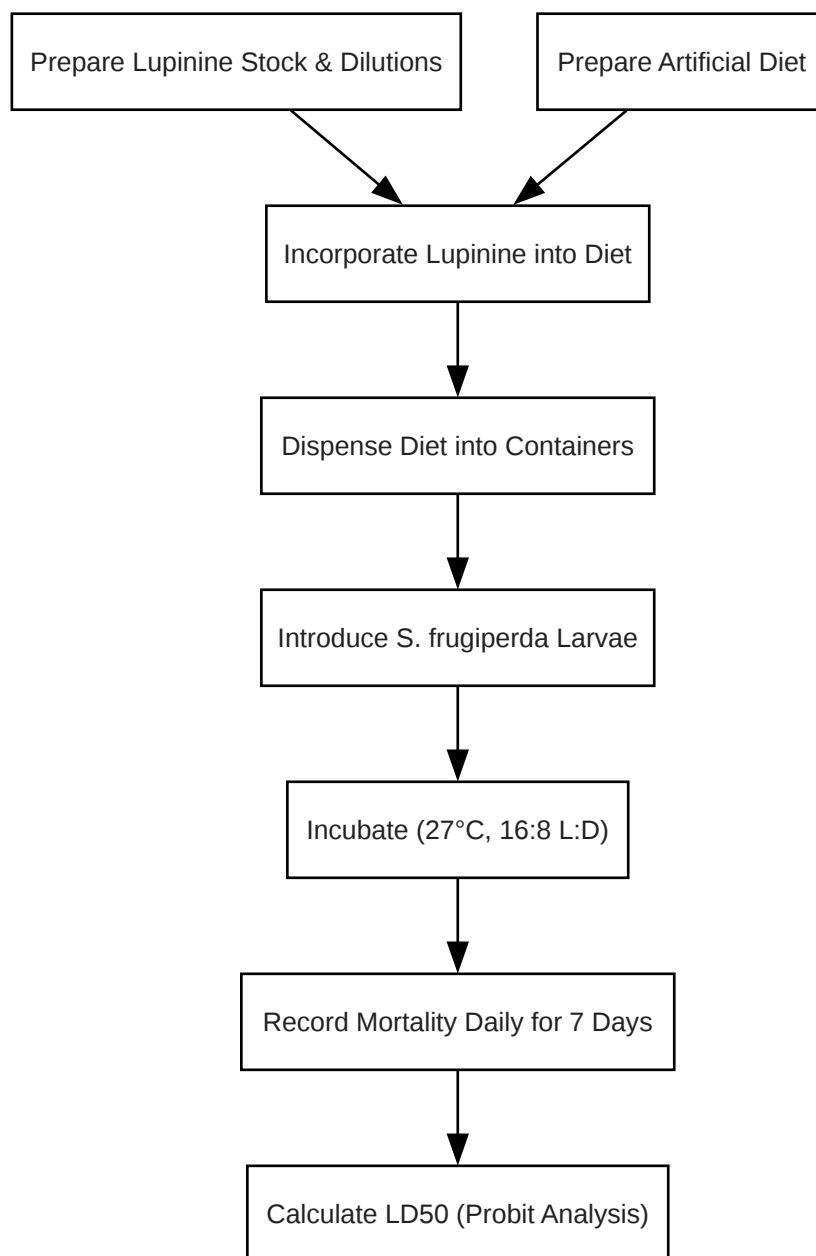 Prepare Lupinine Stock & Dilutions
Prepare Artificial Diet
Incorporate Lupinine into Diet
Dispense Diet into Containers
Introduce S. frugiperda Larvae
Incubate (27°C, 16:8 L:D)
Record Mortality Daily for 7 Days
Calculate LD50 (Probit Analysis)